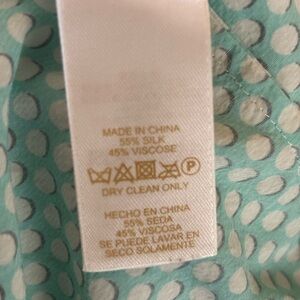 MADE IN CHINA
55% SILK
45% VISCOSE
P
DRY CLEAN ONLY
HECHO EN CHINA
55% SEDA
45% VISCOSA
SE PUEDE LAVAR EN
SECO SOLAMENTE